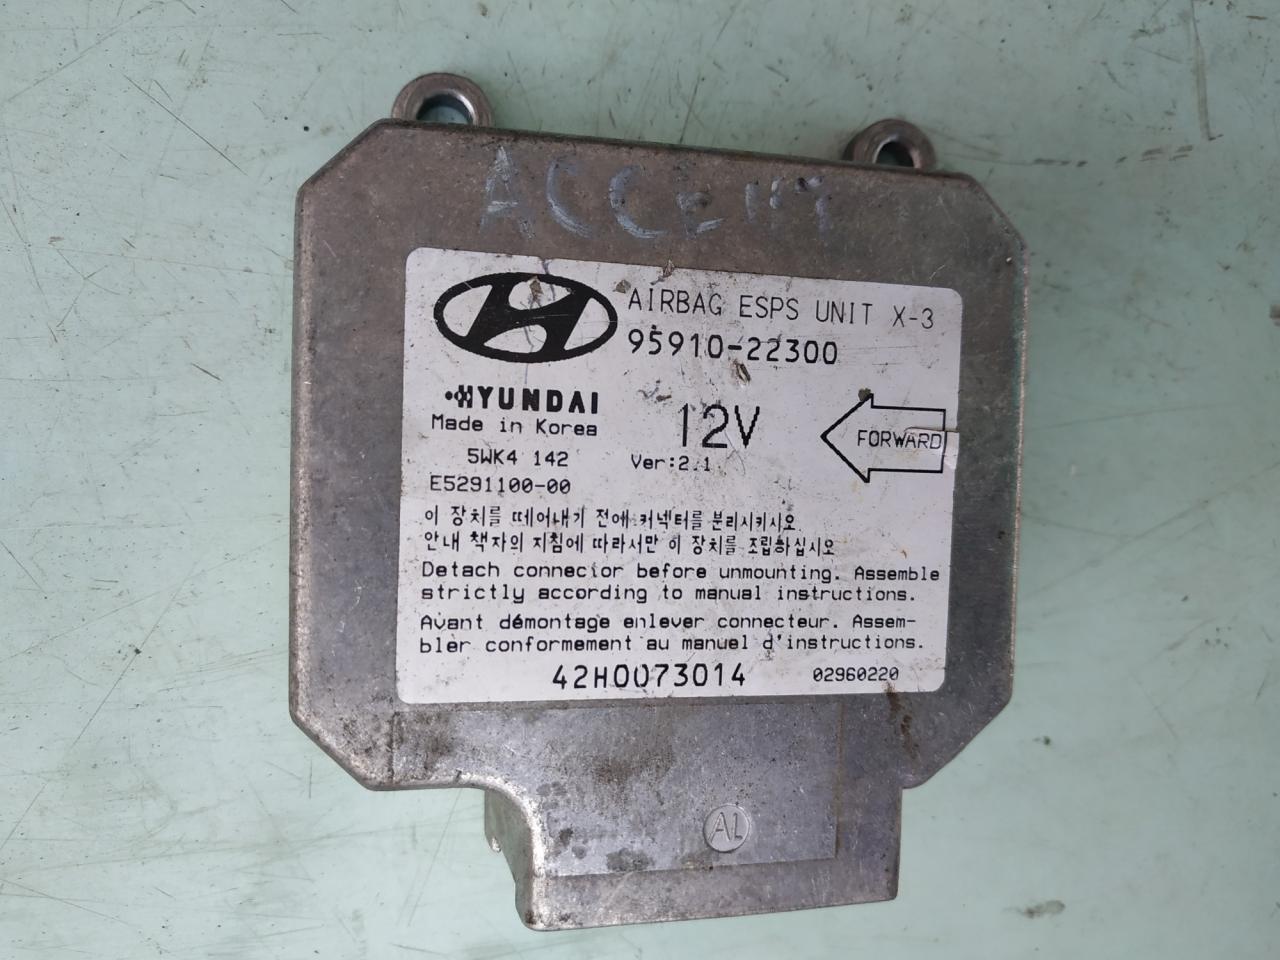 ACCENT
AIRBAG ESPS UNIT X-3
95910-22300
HYUNDAI
Made in Korea
12V
FORWARD
5WK4 142
Ver:2.1
E5291100-00
이 장치를 떼어내기 전에 커넥터를 분리시키시오
안내 책자의 지침에 따라서만 이 장치를 조립하십시오
Detach connecior before unmounting. Assemble
strictly according to manual instructions.
Avant démontage enlever connecteur. Assem-
bler conformement au manuel d'instructions.
42H0073014
02960220
AL